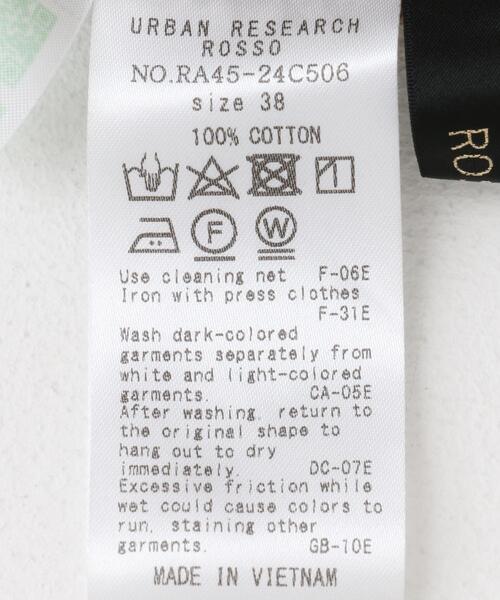 URBAN RESEARCH
ROSSO
NO.RA45-24C506
size 38
100% COTTON
F
W
Use cleaning net F-06E
Iron with press clothes
F-31E
Wash dark-colored
garments separately from
white and light-colored
garments. CA-05E
After washing, return to
the original shape to
hang out to dry
immediately. DC-07E
Excessive friction while
wet could cause colors to
run, staining other
garments. GB-10E
MADE IN VIETNAM
RO